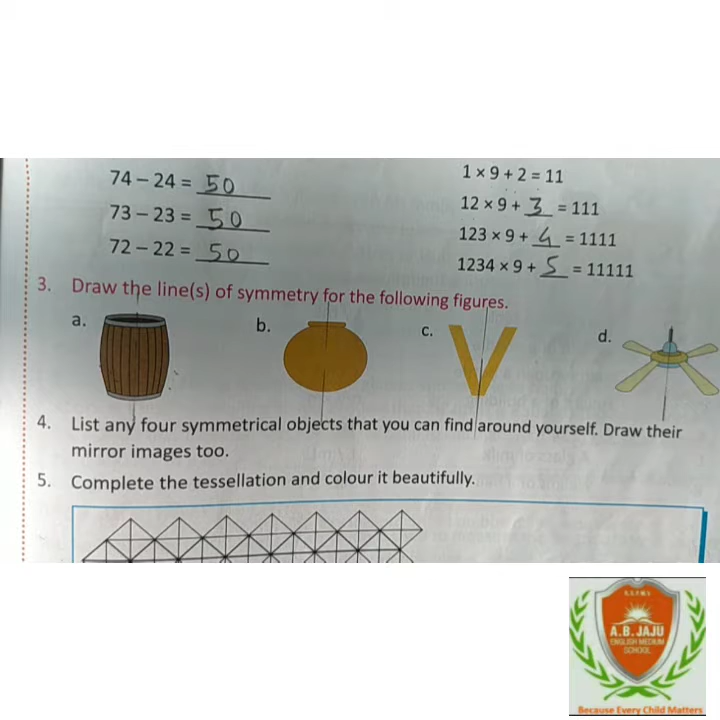 74 – 24 = 50
73 – 23 = 50
72 – 22 = 50
1 × 9 + 2 = 11
12 × 9 + 3 = 111
123 × 9 + 4 = 1111
1234 × 9 + 5 = 11111
3. Draw the line(s) of symmetry for the following figures.
a. b. c. d.
4. List any four symmetrical objects that you can find around yourself. Draw their
mirror images too.
5. Complete the tessellation and colour it beautifully.
A.B. JAJU
ENGLISH MEDIUM
SCHOOL
Because Every Child Matters